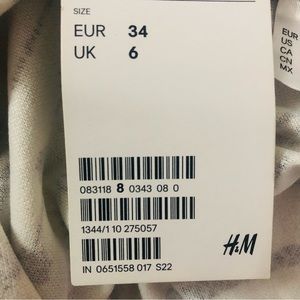 SIZE
EUR 34
UK 6
EUR
US
CA
CN
MX
083118 8 0343 08 0
1344/1 10 275057
H&M
IN 0651558 017 S22